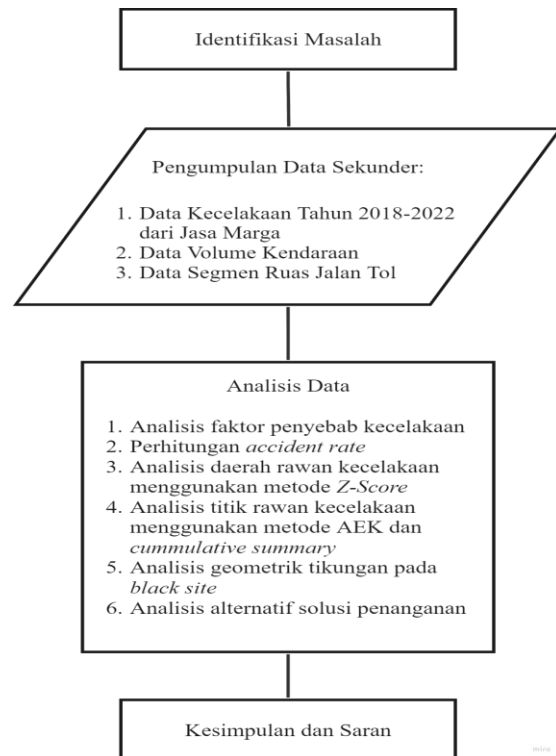 Identifikasi Masalah
Pengumpulan Data Sekunder:
1. Data Kecelakaan Tahun 2018-2022
dari Jasa Marga
2. Data Volume Kendaraan
3. Data Segmen Ruas Jalan Tol
Analisis Data
1. Analisis faktor penyebab kecelakaan
2. Perhitungan accident rate
3. Analisis daerah rawan kecelakaan
menggunakan metode Z-Score
4. Analisis titik rawan kecelakaan
menggunakan metode AEK dan
cummulative summary
5. Analisis geometrik tikungan pada
black site
6. Analisis alternatif solusi penanganan
Kesimpulan dan Saran
miro